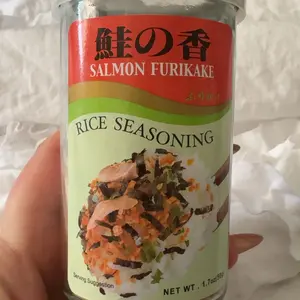 鮭の香
SALMON FURIKAKE
RICE SEASONING
Serving Suggestion
NET WT.